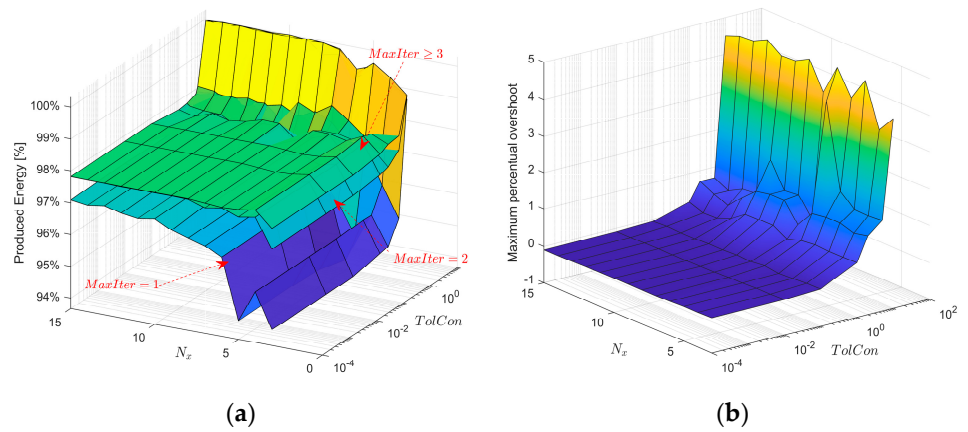 MaxIter ≥ 3
Produced Energy [%]
100%
99%
98%
97%
96%
95%
94%
MaxIter = 1
MaxIter = 2
15
10
5
0
N_x
10^-4
10^-2
10^0
TolCon
(a)
Maximum percentual overshoot
5
4
3
2
1
0
-1
15
10
5
N_x
10^-4
10^-2
10^0
10^2
TolCon
(b)